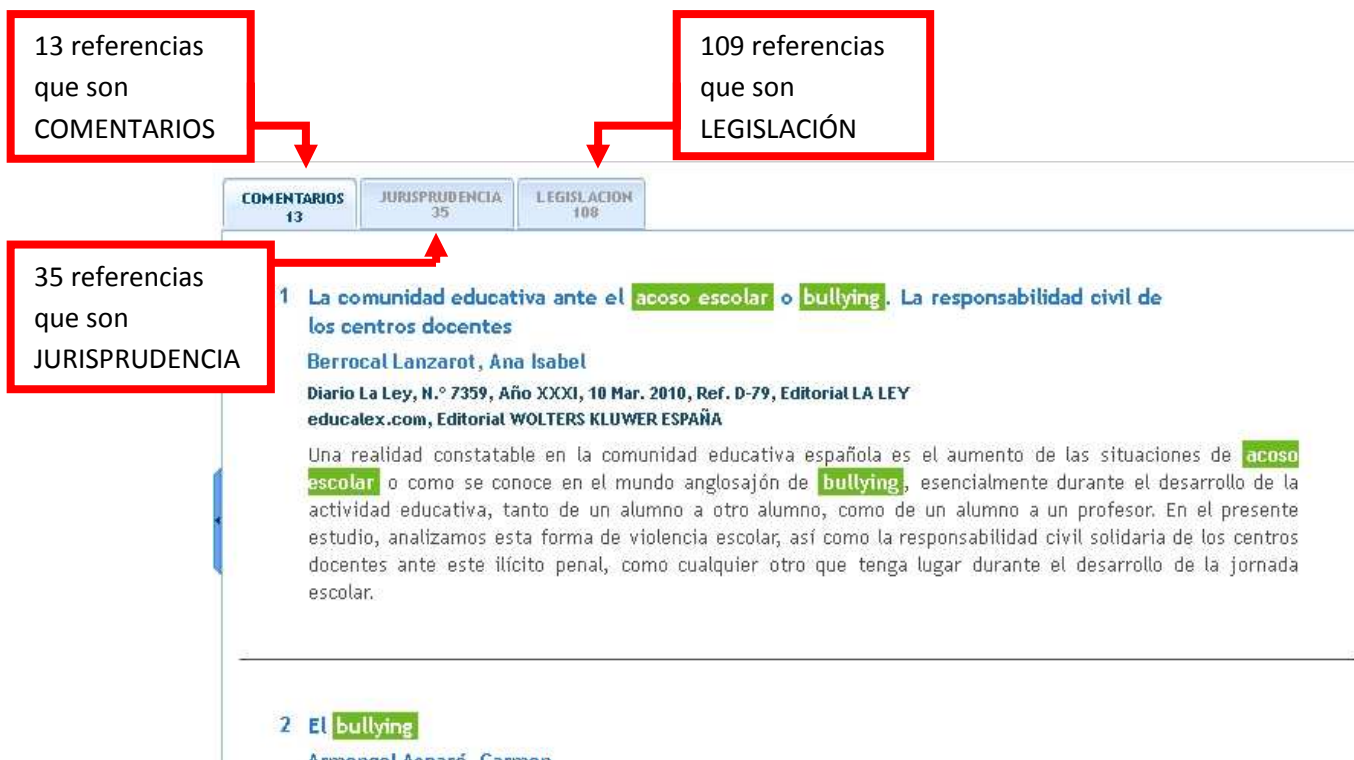 13 referencias
que son
COMENTARIOS
109 referencias
que son
LEGISLACIÓN
COMENTARIOS
13
JURISPRUDENCIA
35
LEGISLACION
108
35 referencias
que son
JURISPRUDENCIA
1 La comunidad educativa ante el acoso escolar o bullying. La responsabilidad civil de
los centros docentes
Berrocal Lanzarot, Ana Isabel
Diario La Ley, N.º 7359, Año XXXI, 10 Mar. 2010, Ref. D-79, Editorial LA LEY
educalex.com, Editorial WOLTERS KLUWER ESPAÑA
Una realidad constatable en la comunidad educativa española es el aumento de las situaciones de acoso
escolar o como se conoce en el mundo anglosajón de bullying, esencialmente durante el desarrollo de la
actividad educativa, tanto de un alumno a otro alumno, como de un alumno a un profesor. En el presente
estudio, analizamos esta forma de violencia escolar, así como la responsabilidad civil solidaria de los centros
docentes ante este ilícito penal, como cualquier otro que tenga lugar durante el desarrollo de la jornada
escolar.
2 El bullying
Carmen